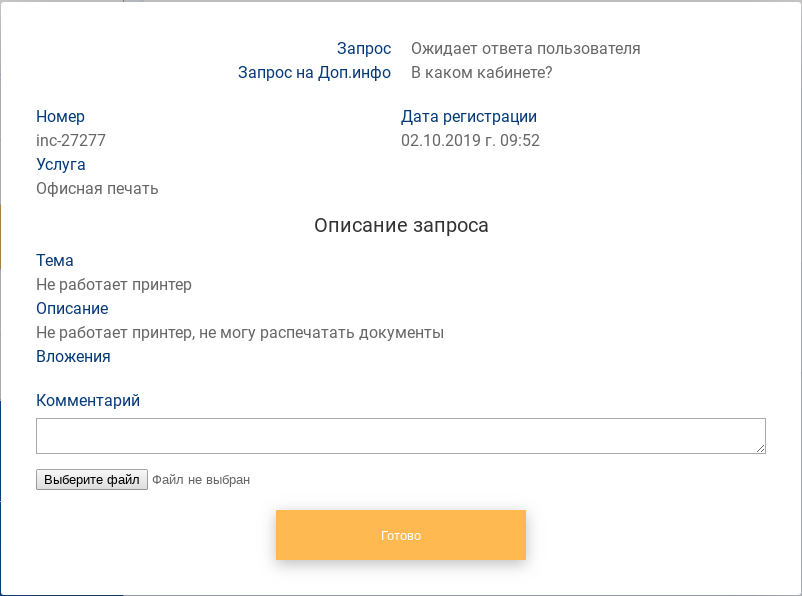 Запрос Ожидает ответа пользователя
Запрос на Доп.инфо В каком кабинете?
Номер Дата регистрации
inc-27277 02.10.2019 г. 09:52
Услуга
Офисная печать
Описание запроса
Тема
Не работает принтер
Описание
Не работает принтер, не могу распечатать документы
Вложения
Комментарий
Выберите файл Файл не выбран
Готово